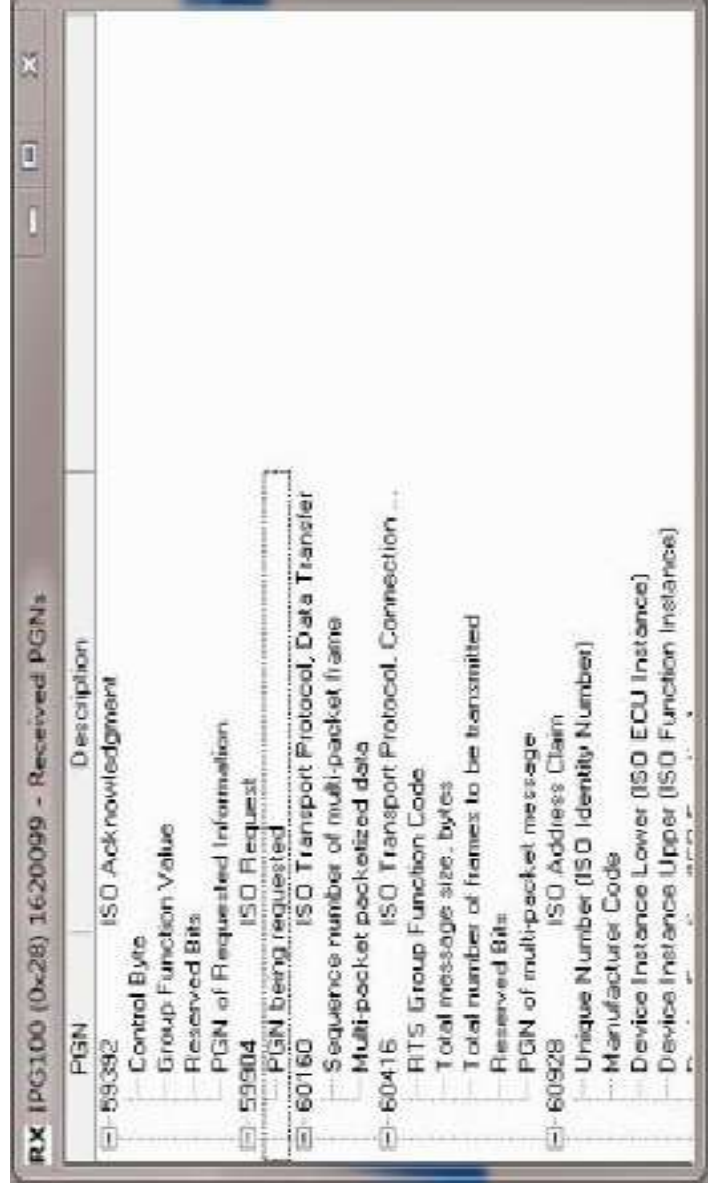 RX IPG100 (0x28) 1620099 - Received PGNs
PGN Description
59392 ISO Acknowledgment
Control Byte
Group Function Value
Reserved Bits
PGN of Requested Information
59904 ISO Request
PGN being requested
60160 ISO Transport Protocol, Data Transfer
Sequence number of multi-packet frame
Multi-packet packetized data
60416 ISO Transport Protocol, Connection ...
RTS Group Function Code
Total message size, bytes
Total number of frames to be transmitted
Reserved Bits
PGN of multi-packet message
60928 ISO Address Claim
Unique Number (ISO Identity Number)
Manufacturer Code
Device Instance Lower (ISO ECU Instance)
Device Instance Upper (ISO Function Instance)